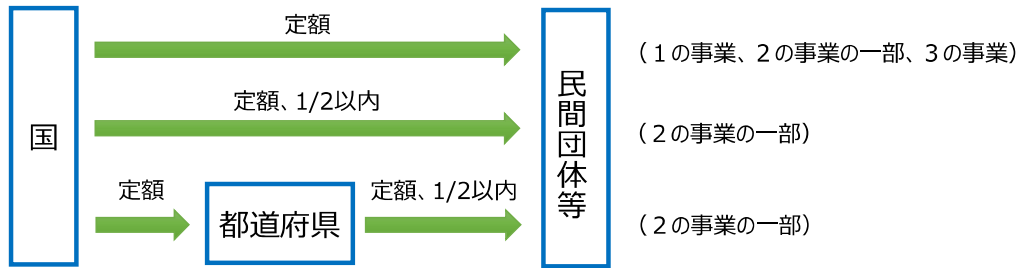 定額
国
民間団体等
（１の事業、２の事業の一部、３の事業）
定額、1/2以内
（２の事業の一部）
定額
都道府県
定額、1/2以内
（２の事業の一部）